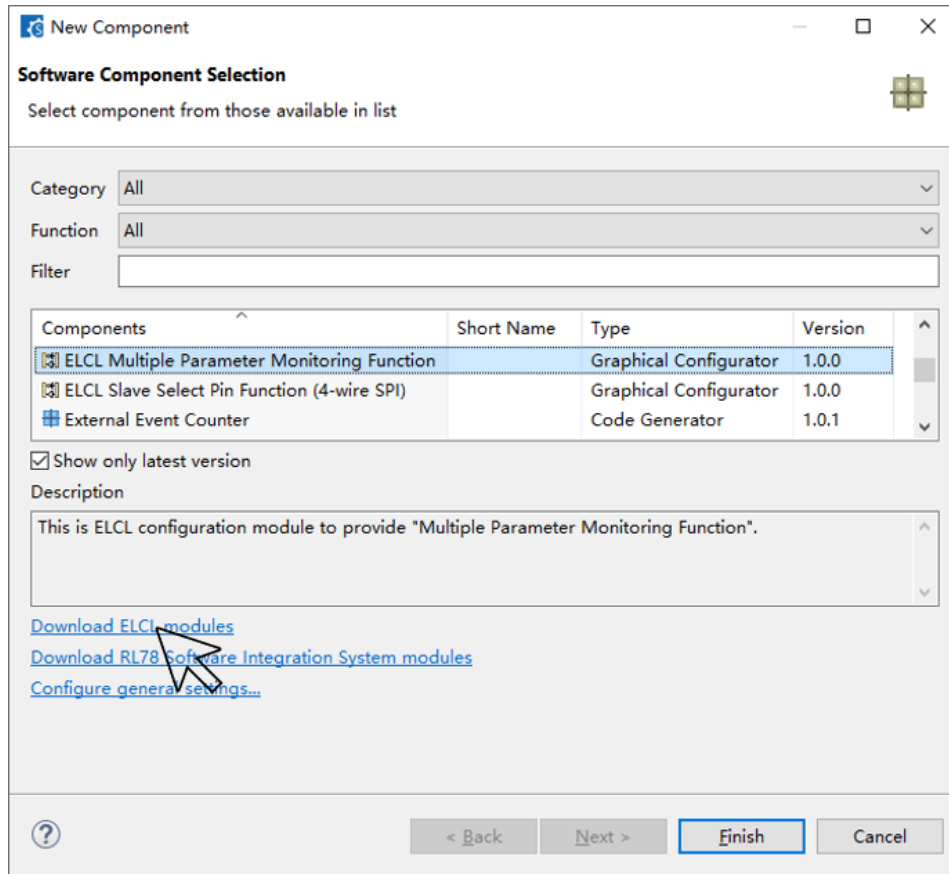 New Component
Software Component Selection
Select component from those available in list
Category All
Function All
Filter
Components Short Name Type Version
ELCL Multiple Parameter Monitoring Function Graphical Configurator 1.0.0
ELCL Slave Select Pin Function (4-wire SPI) Graphical Configurator 1.0.0
External Event Counter Code Generator 1.0.1
Show only latest version
Description
This is ELCL configuration module to provide "Multiple Parameter Monitoring Function".
Download ELCL modules
Download RL78 Software Integration System modules
Configure general settings...
< Back Next > Finish Cancel